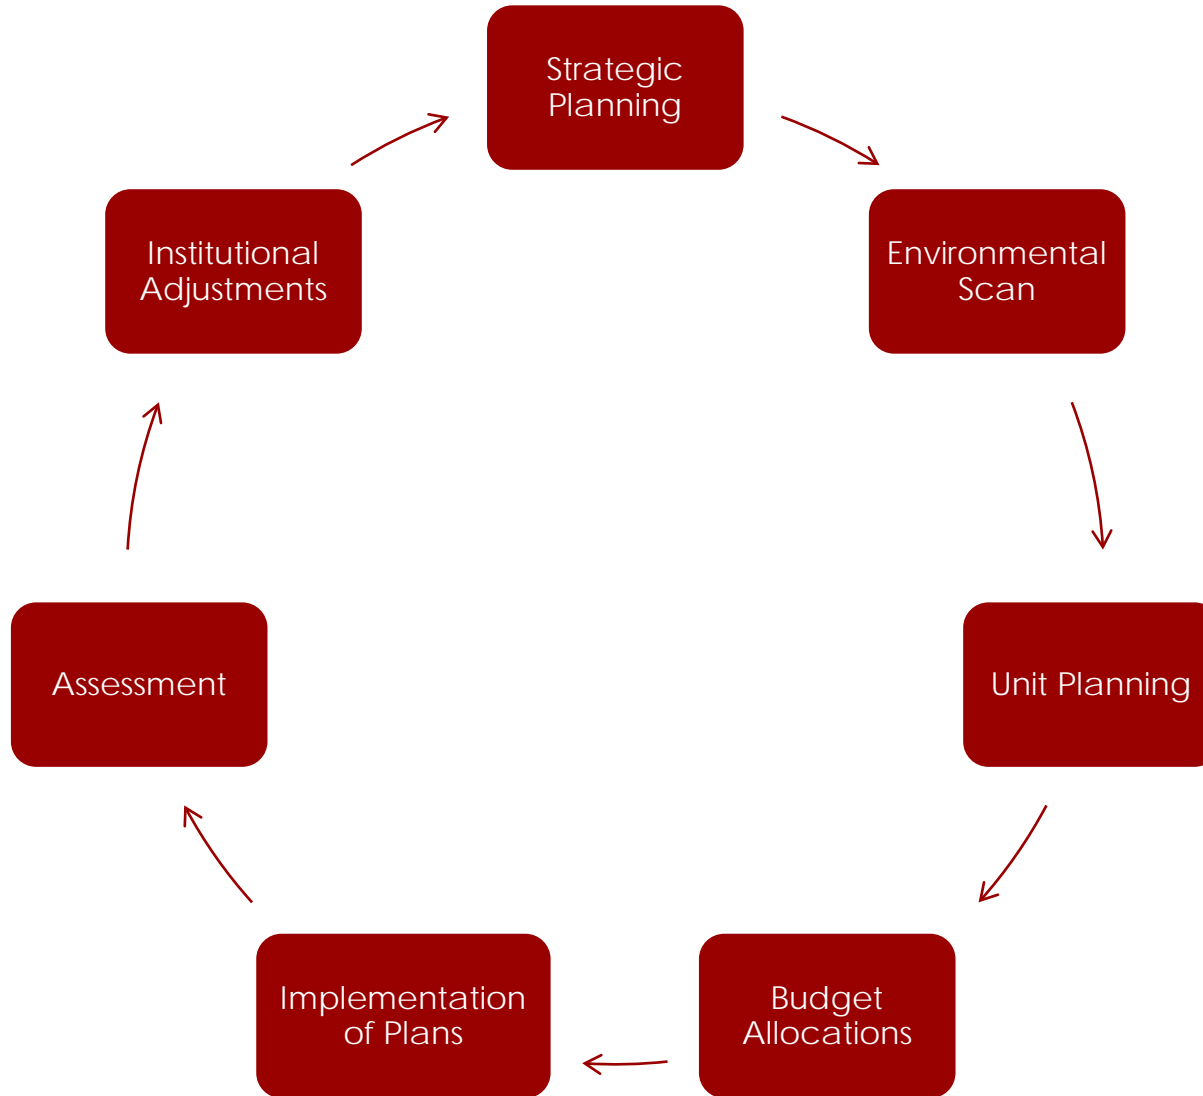 Strategic
Planning
Environmental
Scan
Unit Planning
Budget
Allocations
Implementation
of Plans
Assessment
Institutional
Adjustments